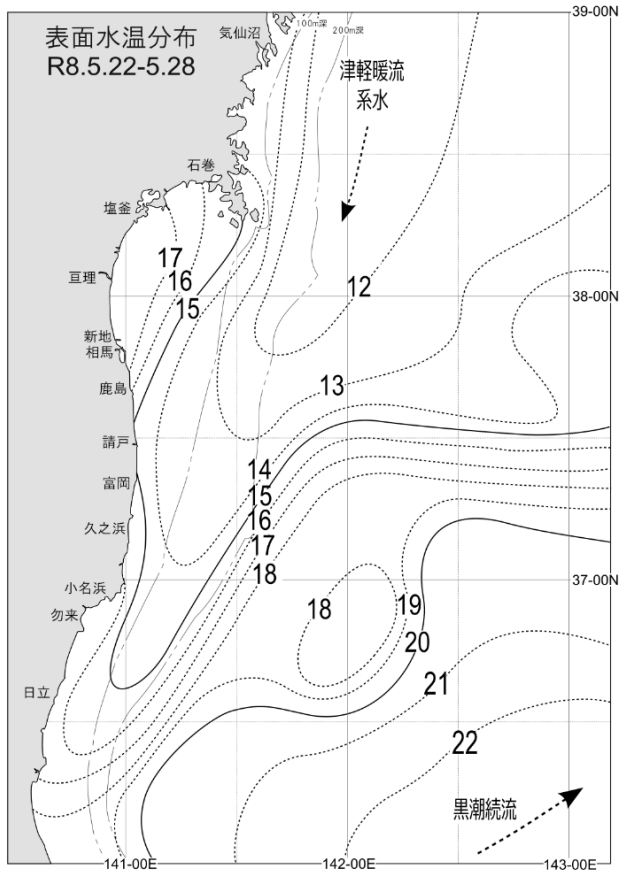 表面水温分布
R8.5.22-5.28
気仙沼
100m深
200m深
39-00N
津軽暖流
系水
石巻
塩釜
亘理
17
16
15
12
38-00N
新地
相馬
鹿島
13
請戸
富岡
14
15
16
17
18
久之浜
小名浜
勿来
37-00N
18
19
20
21
22
日立
黒潮続流
141-00E
142-00E
143-00E